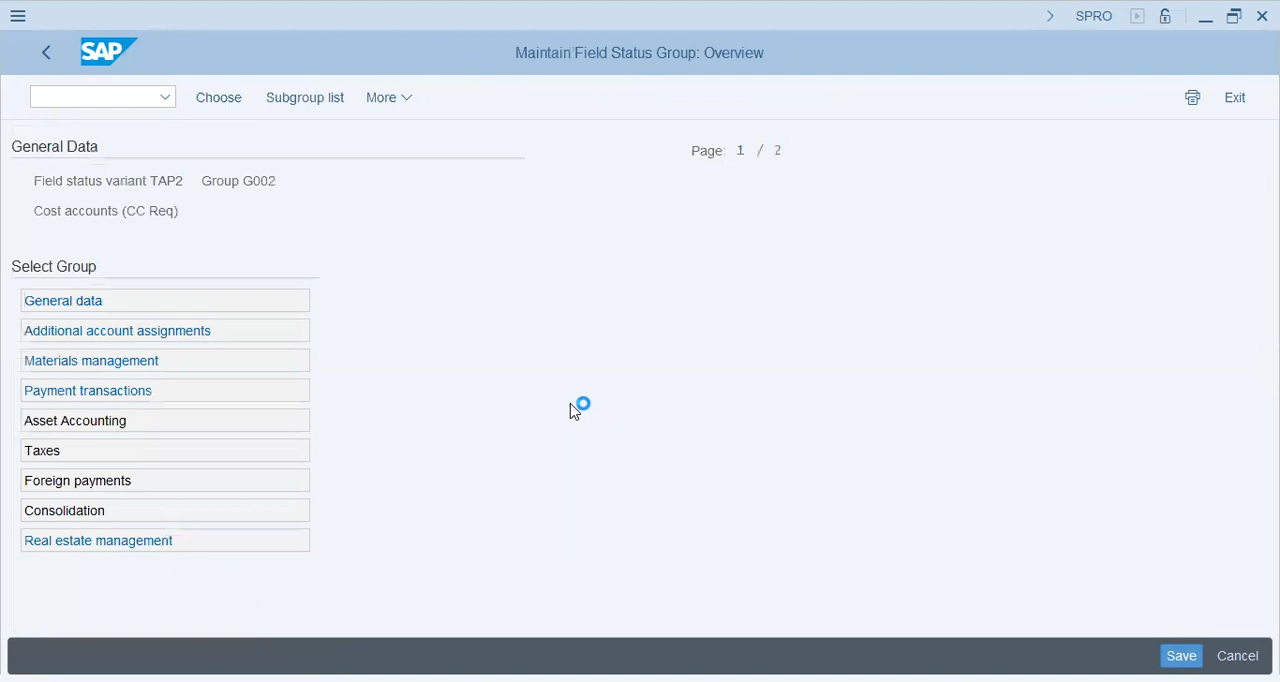 SPRO
SAP
Maintain Field Status Group: Overview
Choose Subgroup list More Exit
General Data
Page: 1 / 2
Field status variant TAP2 Group G002
Cost accounts (CC Req)
Select Group
General data
Additional account assignments
Materials management
Payment transactions
Asset Accounting
Taxes
Foreign payments
Consolidation
Real estate management
Save Cancel